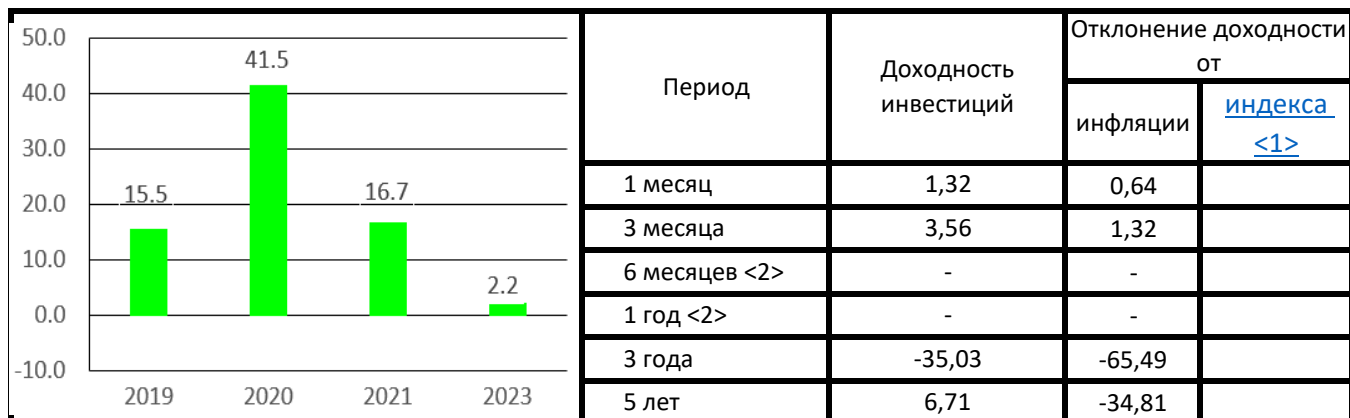 50.0
40.0
30.0
20.0
10.0
0.0
-10.0
15.5
41.5
16.7
2.2
2019 2020 2021 2023
Период
Доходность
инвестиций
Отклонение доходности
от
инфляции
индекса
<1>
1 месяц 1,32 0,64
3 месяца 3,56 1,32
6 месяцев <2> - -
1 год <2> - -
3 года -35,03 -65,49
5 лет 6,71 -34,81